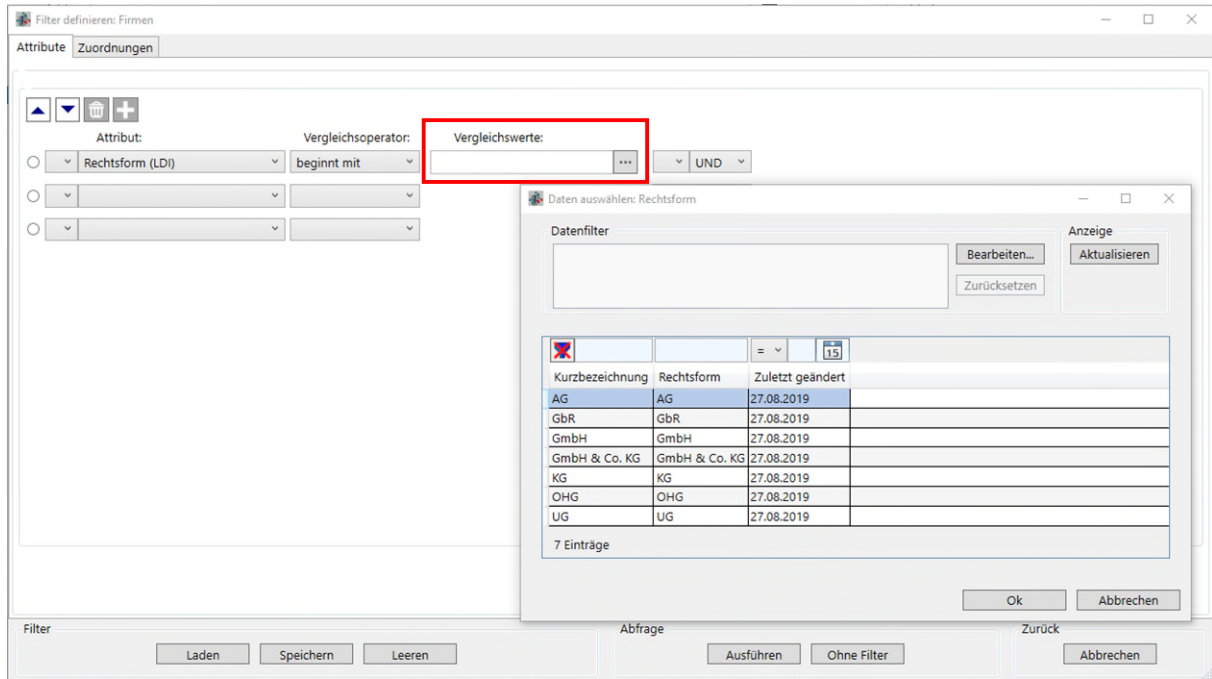 Filter definieren: Firmen
Attribute Zuordnungen
Attribut: Vergleichsoperator: Vergleichswerte:
Rechtsform (LDI) beginnt mit ... UND
Daten auswählen: Rechtsform
Datenfilter Anzeige
Bearbeiten... Aktualisieren
Zurücksetzen
= 15
Kurzbezeichnung Rechtsform Zuletzt geändert
AG AG 27.08.2019
GbR GbR 27.08.2019
GmbH GmbH 27.08.2019
GmbH & Co. KG GmbH & Co. KG 27.08.2019
KG KG 27.08.2019
OHG OHG 27.08.2019
UG UG 27.08.2019
7 Einträge
Ok Abbrechen
Filter Abfrage Zurück
Laden Speichern Leeren Ausführen Ohne Filter Abbrechen